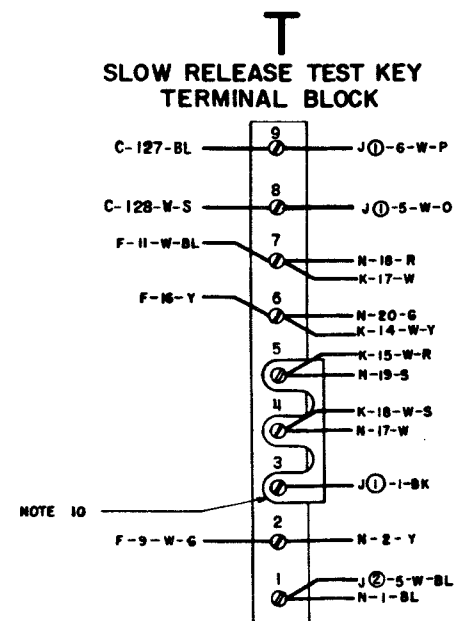 T
SLOW RELEASE TEST KEY
TERMINAL BLOCK
9
C-127-BL
J①-6-W-P
8
C-128-W-S
J①-5-W-O
7
F-11-W-BL
N-18-R
K-17-W
6
F-16-Y
N-20-G
K-14-W-Y
5
K-15-W-R
N-19-S
4
K-18-W-S
N-17-W
3
J①-1-BK
NOTE 10
2
F-9-W-G
N-2-Y
1
J②-5-W-BL
N-1-BL